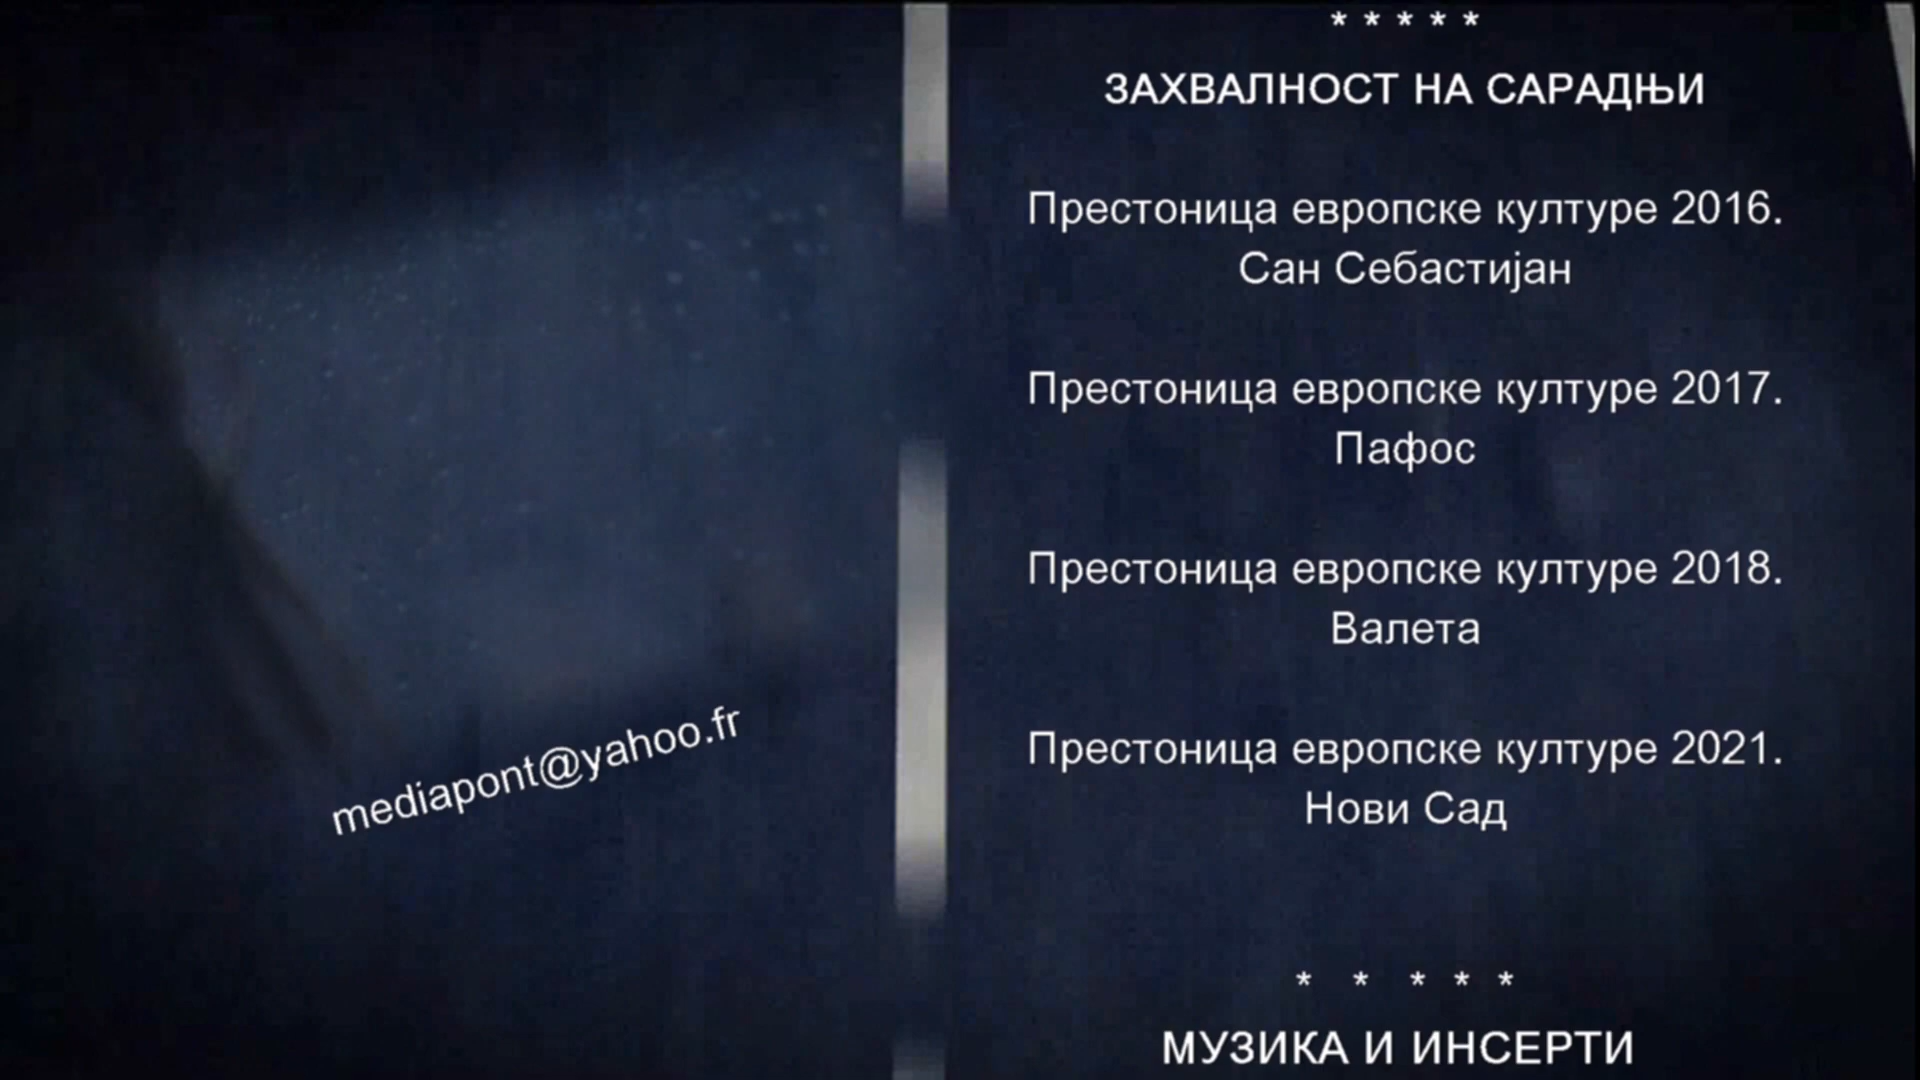 * * * * *
ЗАХВАЛНОСТ НА САРАДЊИ
Престоница европске културе 2016.
Сан Себастијан
Престоница европске културе 2017.
Пафос
Престоница европске културе 2018.
Валета
Престоница европске културе 2021.
Нови Сад
* * * * *
МУЗИКА И ИНСЕРТИ
mediapont@yahoo.fr